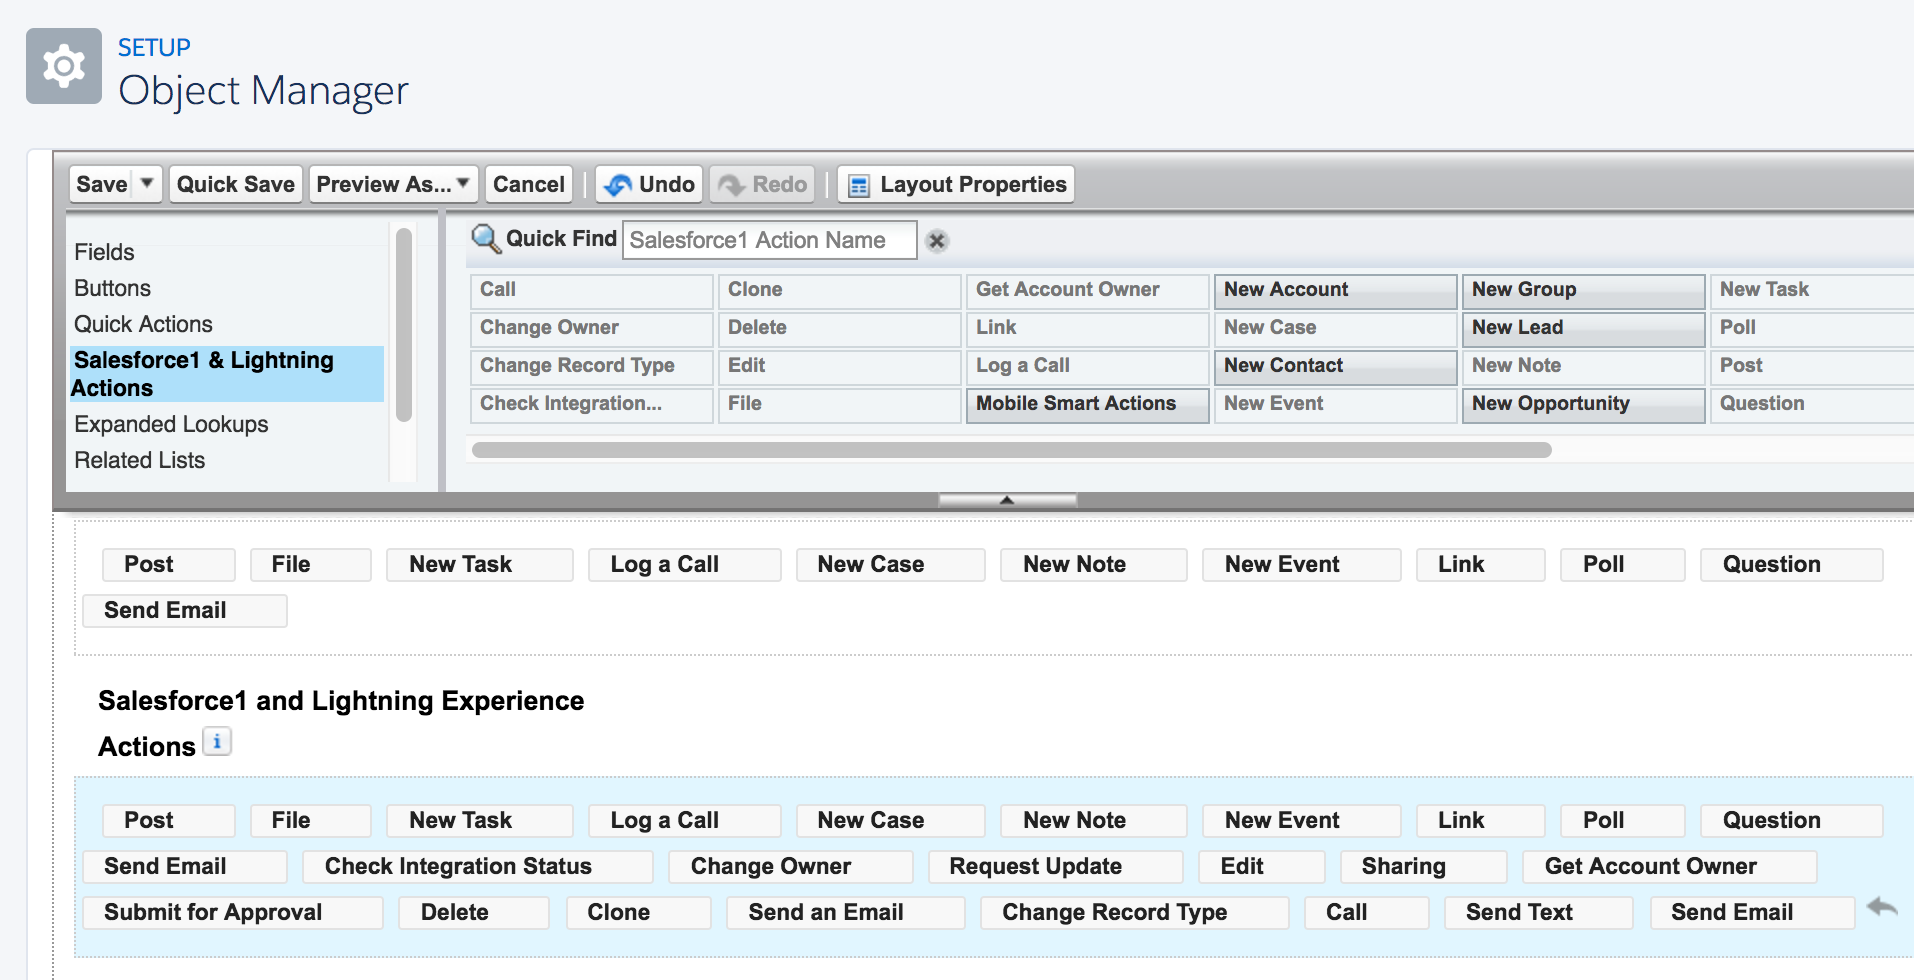 SETUP
Object Manager
Save Quick Save Preview As... Cancel Undo Redo Layout Properties
Fields
Buttons
Quick Actions
Salesforce1 & Lightning
Actions
Expanded Lookups
Related Lists
Quick Find Salesforce1 Action Name
Call Clone Get Account Owner New Account New Group New Task
Change Owner Delete Link New Case New Lead Poll
Change Record Type Edit Log a Call New Contact New Note Post
Check Integration... File Mobile Smart Actions New Event New Opportunity Question
Post File New Task Log a Call New Case New Note New Event Link Poll Question
Send Email
Salesforce1 and Lightning Experience
Actions i
Post File New Task Log a Call New Case New Note New Event Link Poll Question
Send Email Check Integration Status Change Owner Request Update Edit Sharing Get Account Owner
Submit for Approval Delete Clone Send an Email Change Record Type Call Send Text Send Email